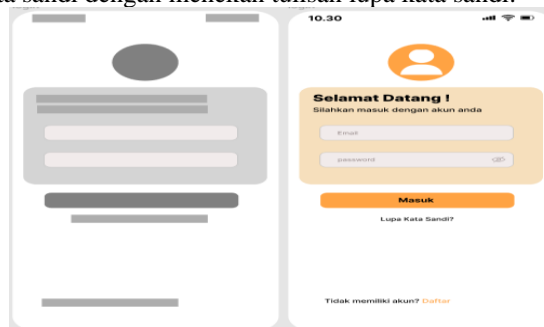 ta sandi dengan menekan tulisan lupa kata sandi.
10.30
Selamat Datang !
Silahkan masuk dengan akun anda
Email
password
Masuk
Lupa Kata Sandi?
Tidak memiliki akun? Daftar